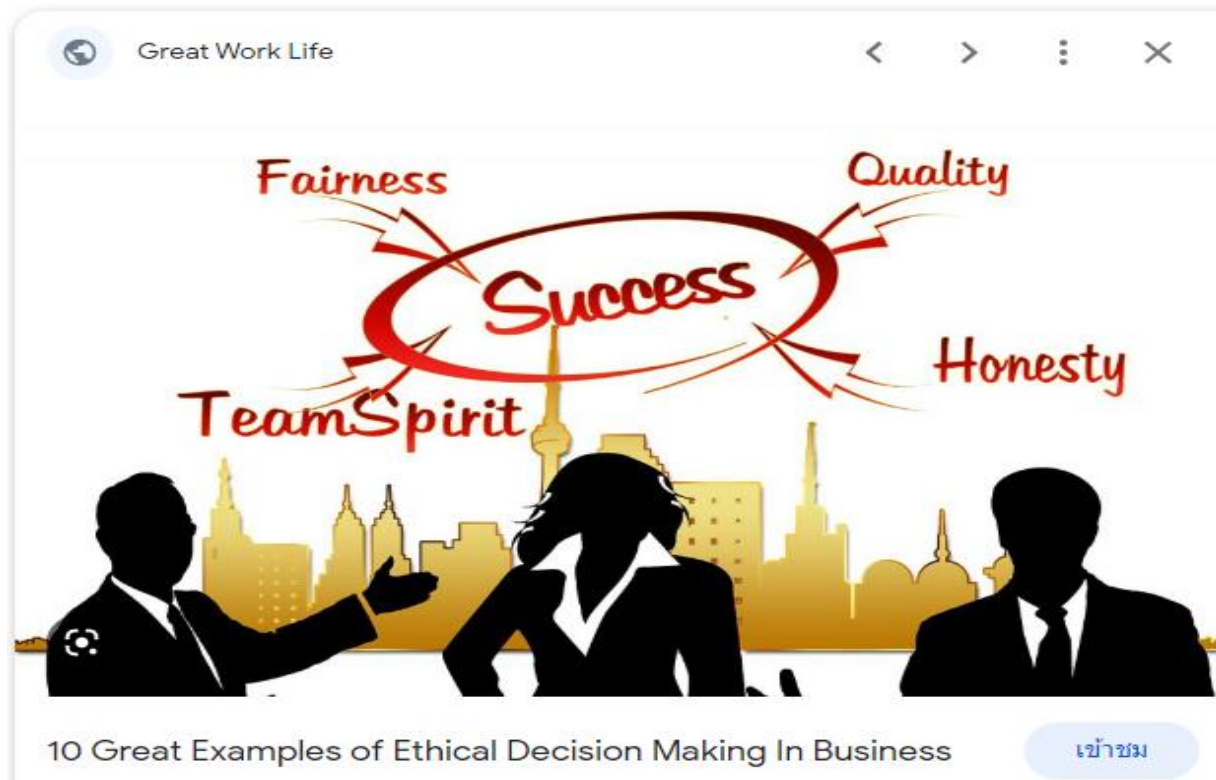 Great Work Life
Fairness
Quality
Success
Honesty
TeamSpirit
10 Great Examples of Ethical Decision Making In Business
เข้าชม